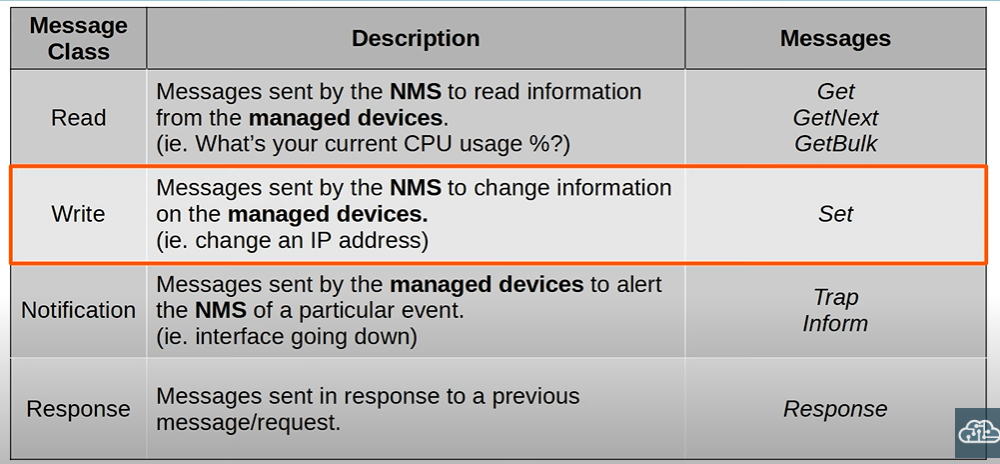 Message
Class
Description
Messages
Read
Messages sent by the NMS to read information
from the managed devices.
(ie. What's your current CPU usage %?)
Get
GetNext
GetBulk
Write
Messages sent by the NMS to change information
on the managed devices.
(ie. change an IP address)
Set
Notification
Messages sent by the managed devices to alert
the NMS of a particular event.
(ie. interface going down)
Trap
Inform
Response
Messages sent in response to a previous
message/request.
Response